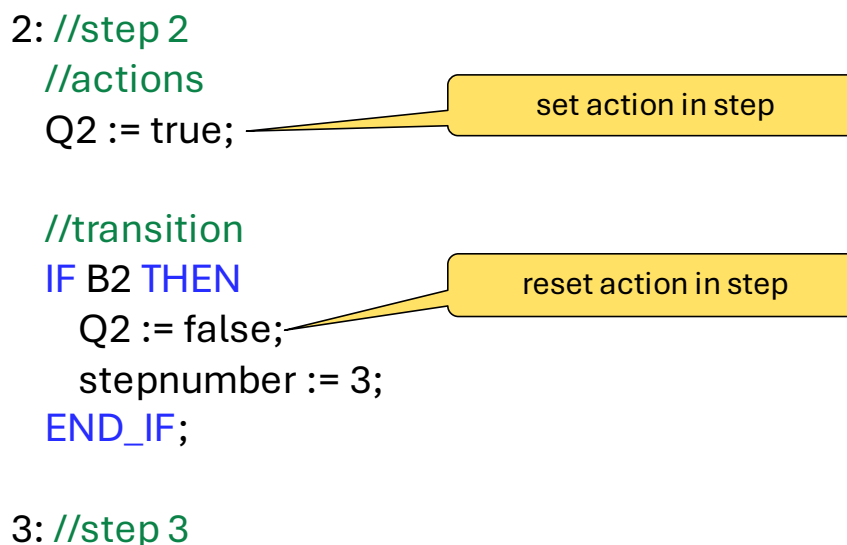 2: //step 2
//actions
Q2 := true;
set action in step
//transition
IF B2 THEN
Q2 := false;
reset action in step
stepnumber := 3;
END_IF;
3: //step 3